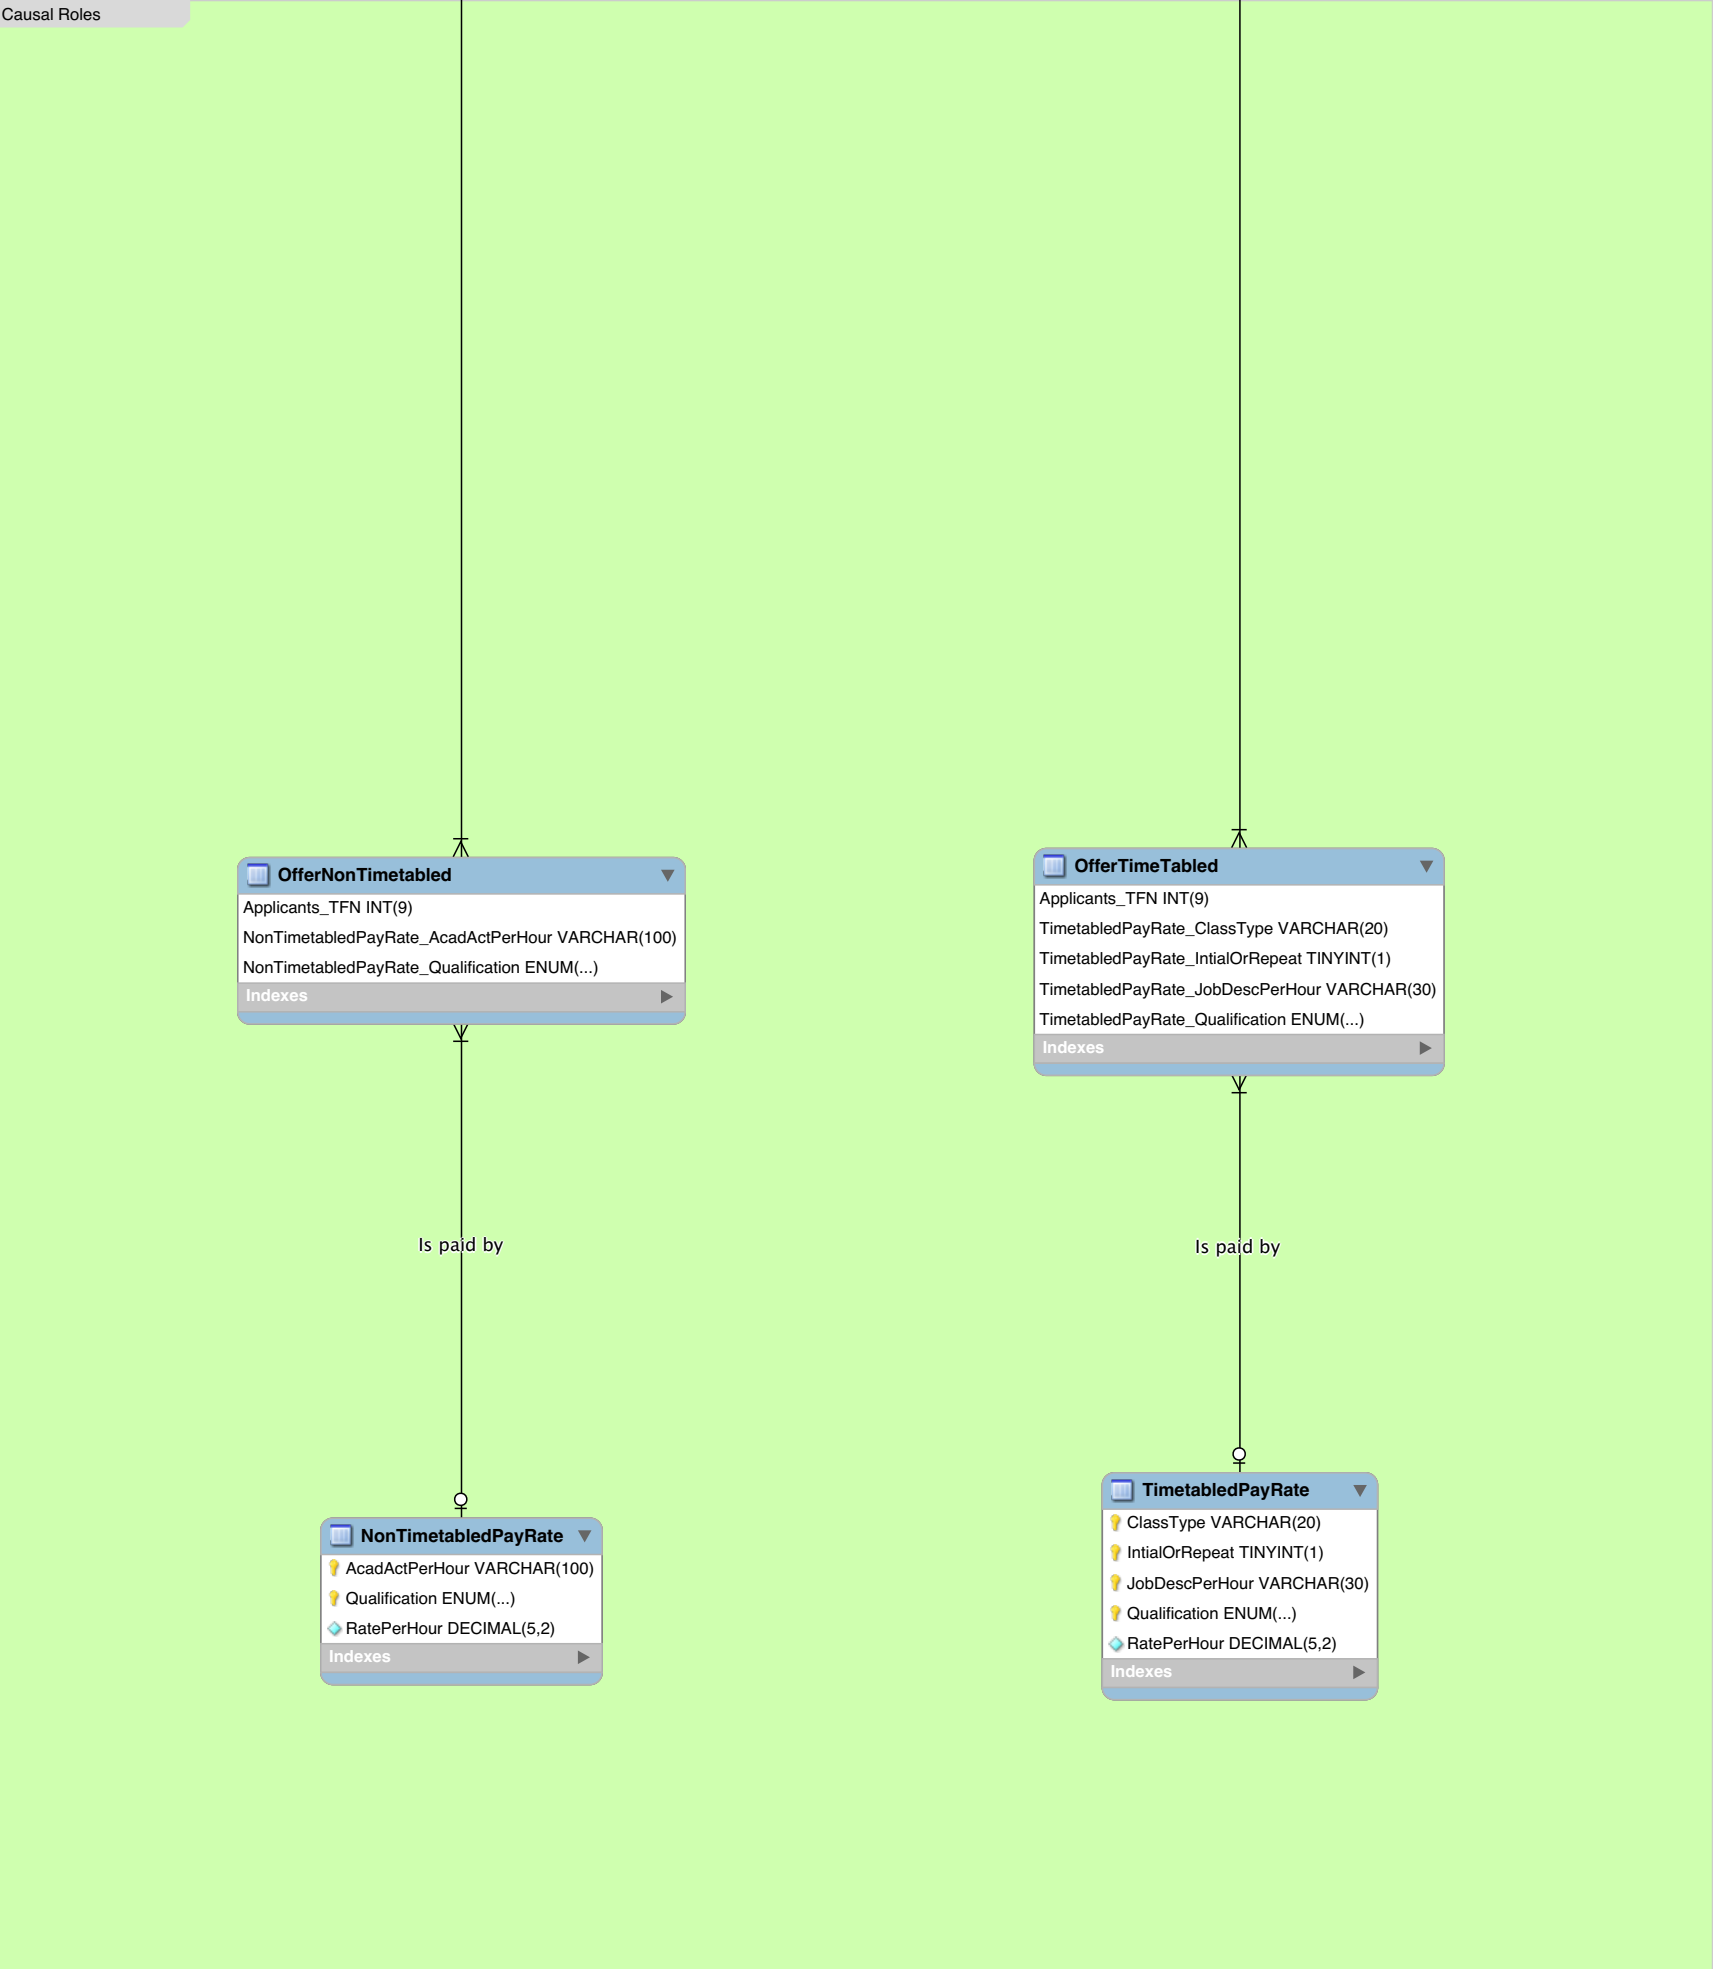 Causal Roles
OfferNonTimetabled
Applicants_TFN INT(9)
NonTimetabledPayRate_AcadActPerHour VARCHAR(100)
NonTimetabledPayRate_Qualification ENUM(...)
Indexes
OfferTimeTabled
Applicants_TFN INT(9)
TimetabledPayRate_ClassType VARCHAR(20)
TimetabledPayRate_IntialOrRepeat TINYINT(1)
TimetabledPayRate_JobDescPerHour VARCHAR(30)
TimetabledPayRate_Qualification ENUM(...)
Indexes
Is paid by
Is paid by
NonTimetabledPayRate
AcadActPerHour VARCHAR(100)
Qualification ENUM(...)
RatePerHour DECIMAL(5,2)
Indexes
TimetabledPayRate
ClassType VARCHAR(20)
IntialOrRepeat TINYINT(1)
JobDescPerHour VARCHAR(30)
Qualification ENUM(...)
RatePerHour DECIMAL(5,2)
Indexes